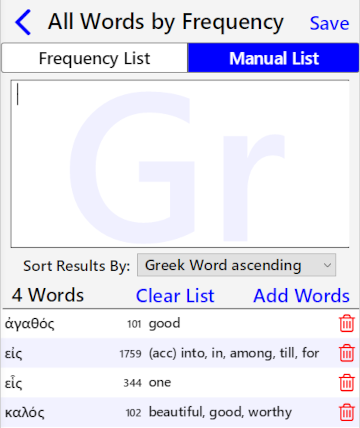 All Words by Frequency Save
Frequency List Manual List
Gr
Sort Results By: Greek Word ascending
4 Words Clear List Add Words
ἀγαθός 101 good
εἰς 1759 (acc) into, in, among, till, for
εἷς 344 one
καλός 102 beautiful, good, worthy